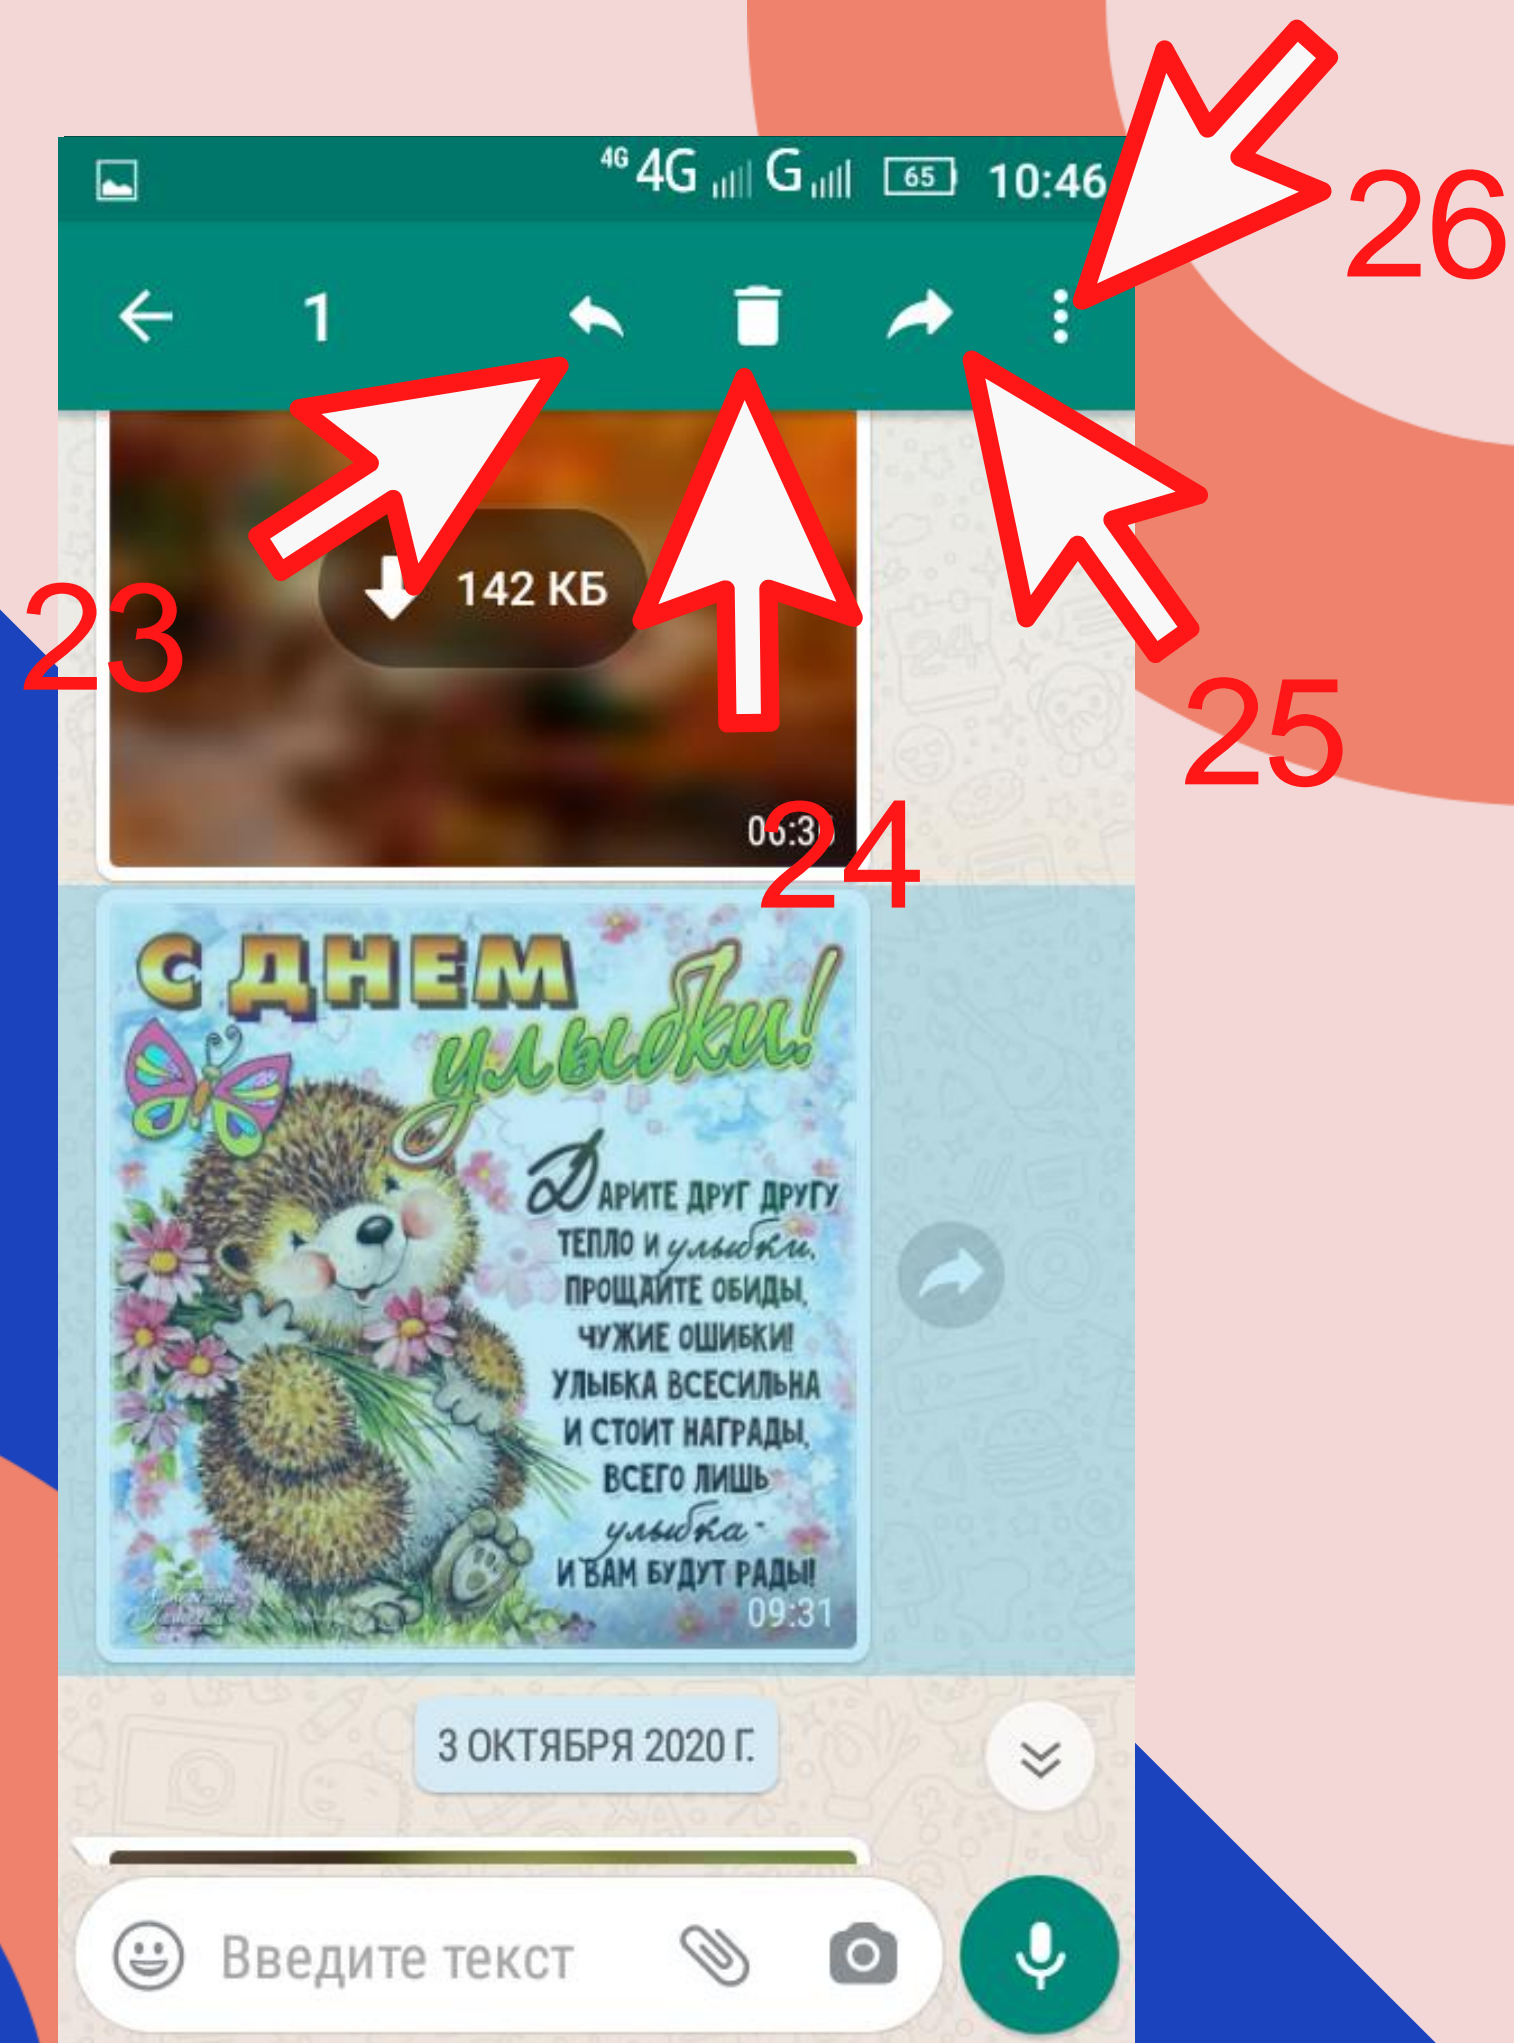 4G 4G G 65 10:46
26
1
142 КБ
23
25
24
С ДНЕМ
улыбки!
ДАРИТЕ ДРУГ ДРУГУ
ТЕПЛО И улыбки,
ПРОЩАЙТЕ ОБИДЫ,
ЧУЖИЕ ОШИБКИ!
УЛЫБКА ВСЕСИЛЬНА
И СТОИТ НАГРАДЫ,
ВСЕГО ЛИШЬ
улыбка -
И ВАМ БУДУТ РАДЫ!
09:31
3 ОКТЯБРЯ 2020 Г.
Введите текст